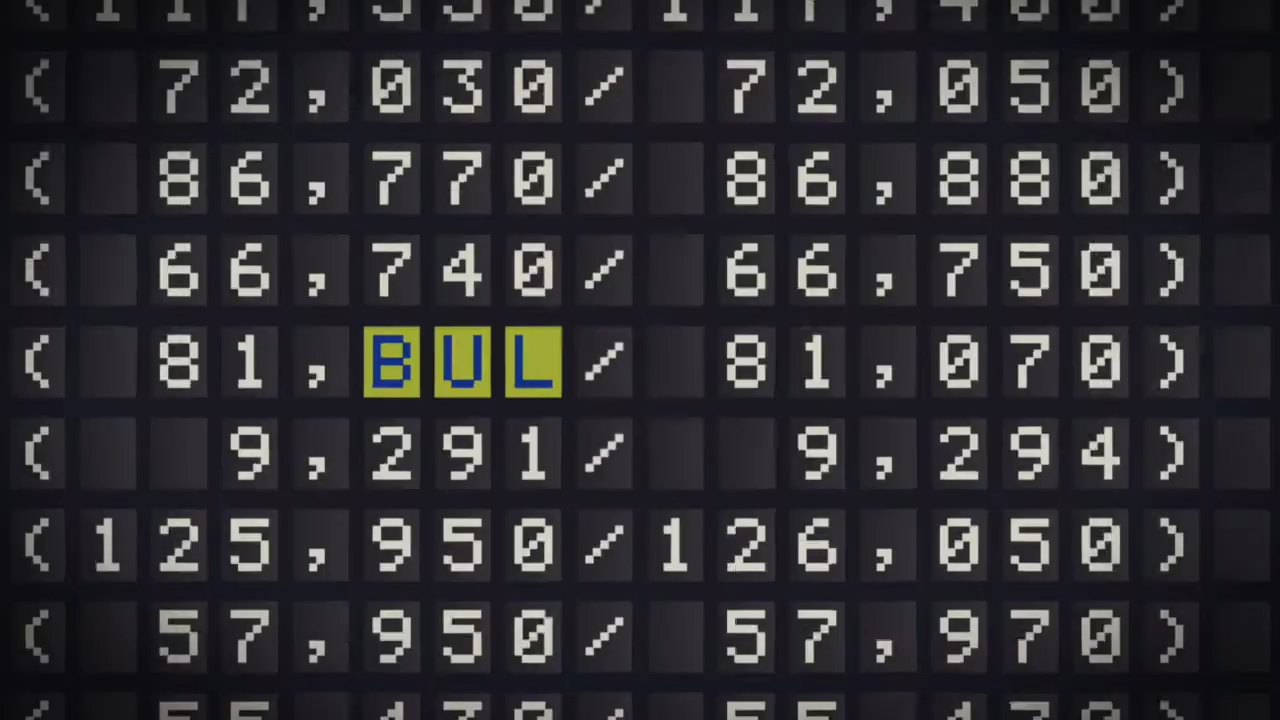 ( 72,030/ 72,050)
( 86,770/ 86,880)
( 66,740/ 66,750)
( 81,BUL/ 81,070)
( 9,291/ 9,294)
(125,950/126,050)
( 57,950/ 57,970)